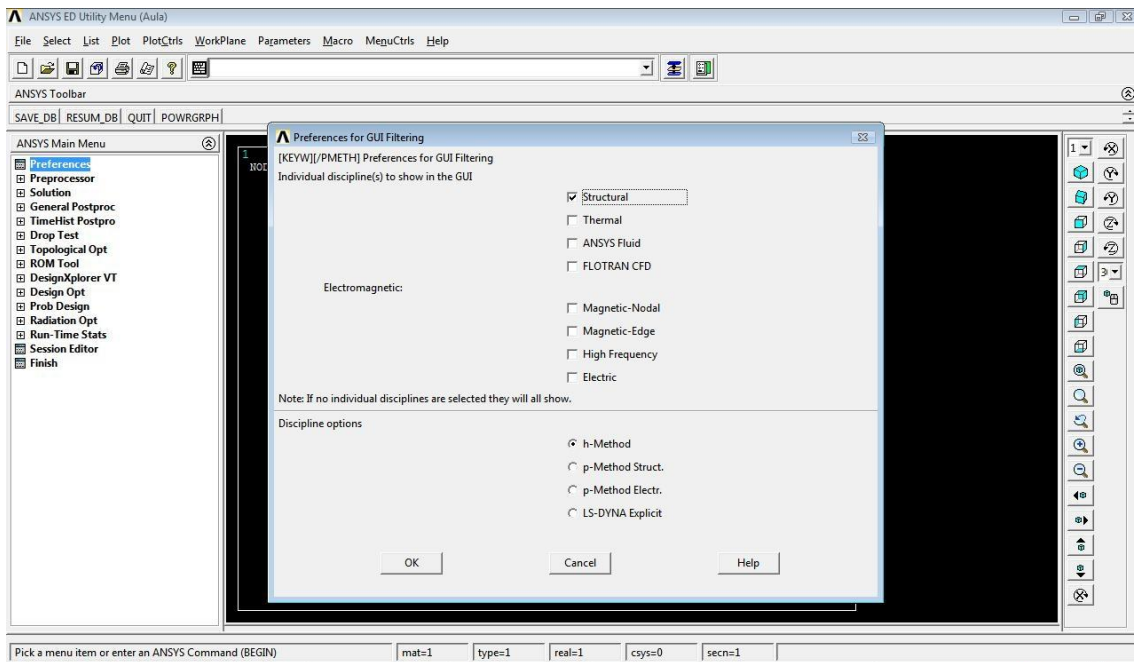 ANSYS ED Utility Menu (Aula)
File Select List Plot PlotCtrls WorkPlane Parameters Macro MenuCtrls Help
ANSYS Toolbar
SAVE_DB RESUM_DB QUIT POWRGRPH
ANSYS Main Menu
Preferences
Preprocessor
Solution
General Postproc
TimeHist Postpro
Drop Test
Topological Opt
ROM Tool
DesignXplorer VT
Design Opt
Prob Design
Radiation Opt
Run-Time Stats
Session Editor
Finish
1
Preferences for GUI Filtering
[KEYW][/PMETH] Preferences for GUI Filtering
Individual discipline(s) to show in the GUI
Structural
Thermal
ANSYS Fluid
FLOTRAN CFD
Electromagnetic:
Magnetic-Nodal
Magnetic-Edge
High Frequency
Electric
Note: If no individual disciplines are selected they will all show.
Discipline options
h-Method
p-Method Struct.
p-Method Electr.
LS-DYNA Explicit
OK Cancel Help
1
Pick a menu item or enter an ANSYS Command (BEGIN) mat=1 type=1 real=1 csys=0 secn=1